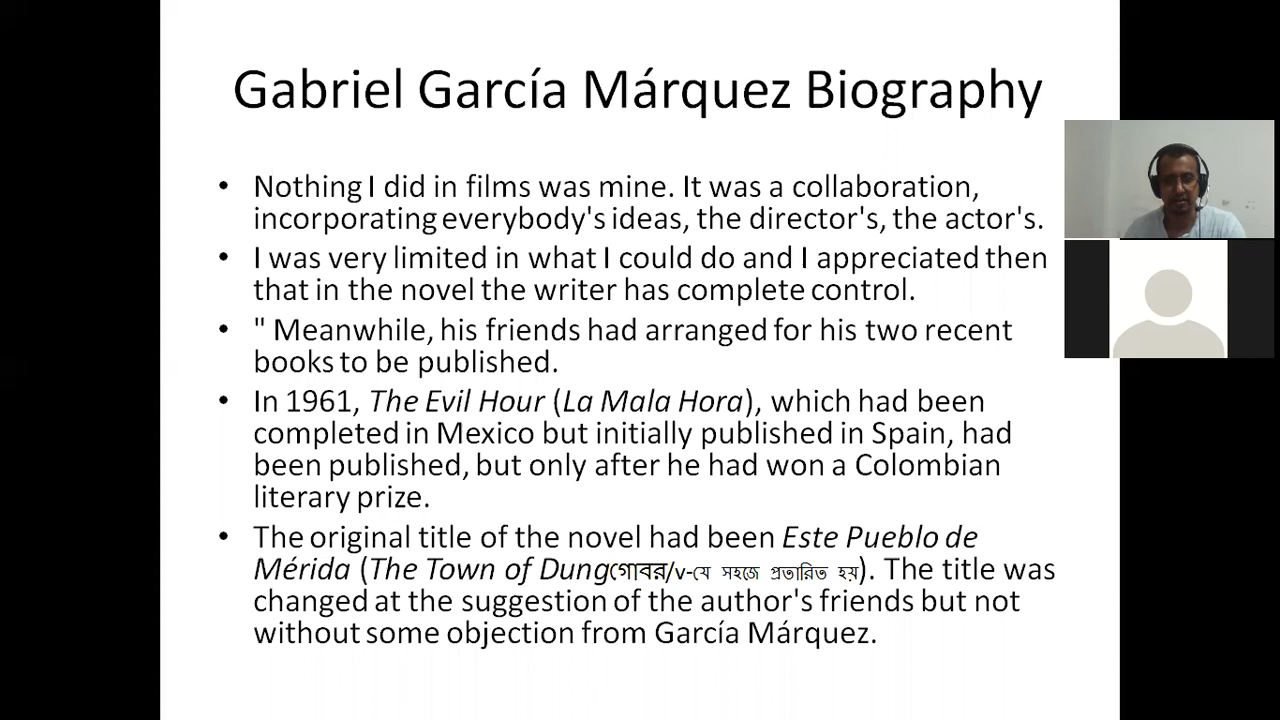 Gabriel García Márquez Biography
• Nothing I did in films was mine. It was a collaboration,
incorporating everybody's ideas, the director's, the actor's.
• I was very limited in what I could do and I appreciated then
that in the novel the writer has complete control.
• " Meanwhile, his friends had arranged for his two recent
books to be published.
• In 1961, The Evil Hour (La Mala Hora), which had been
completed in Mexico but initially published in Spain, had
been published, but only after he had won a Colombian
literary prize.
• The original title of the novel had been Este Pueblo de
Mérida (The Town of Dungগোবর/v-যে সহজে প্রতারিত হয়). The title was
changed at the suggestion of the author's friends but not
without some objection from García Márquez.